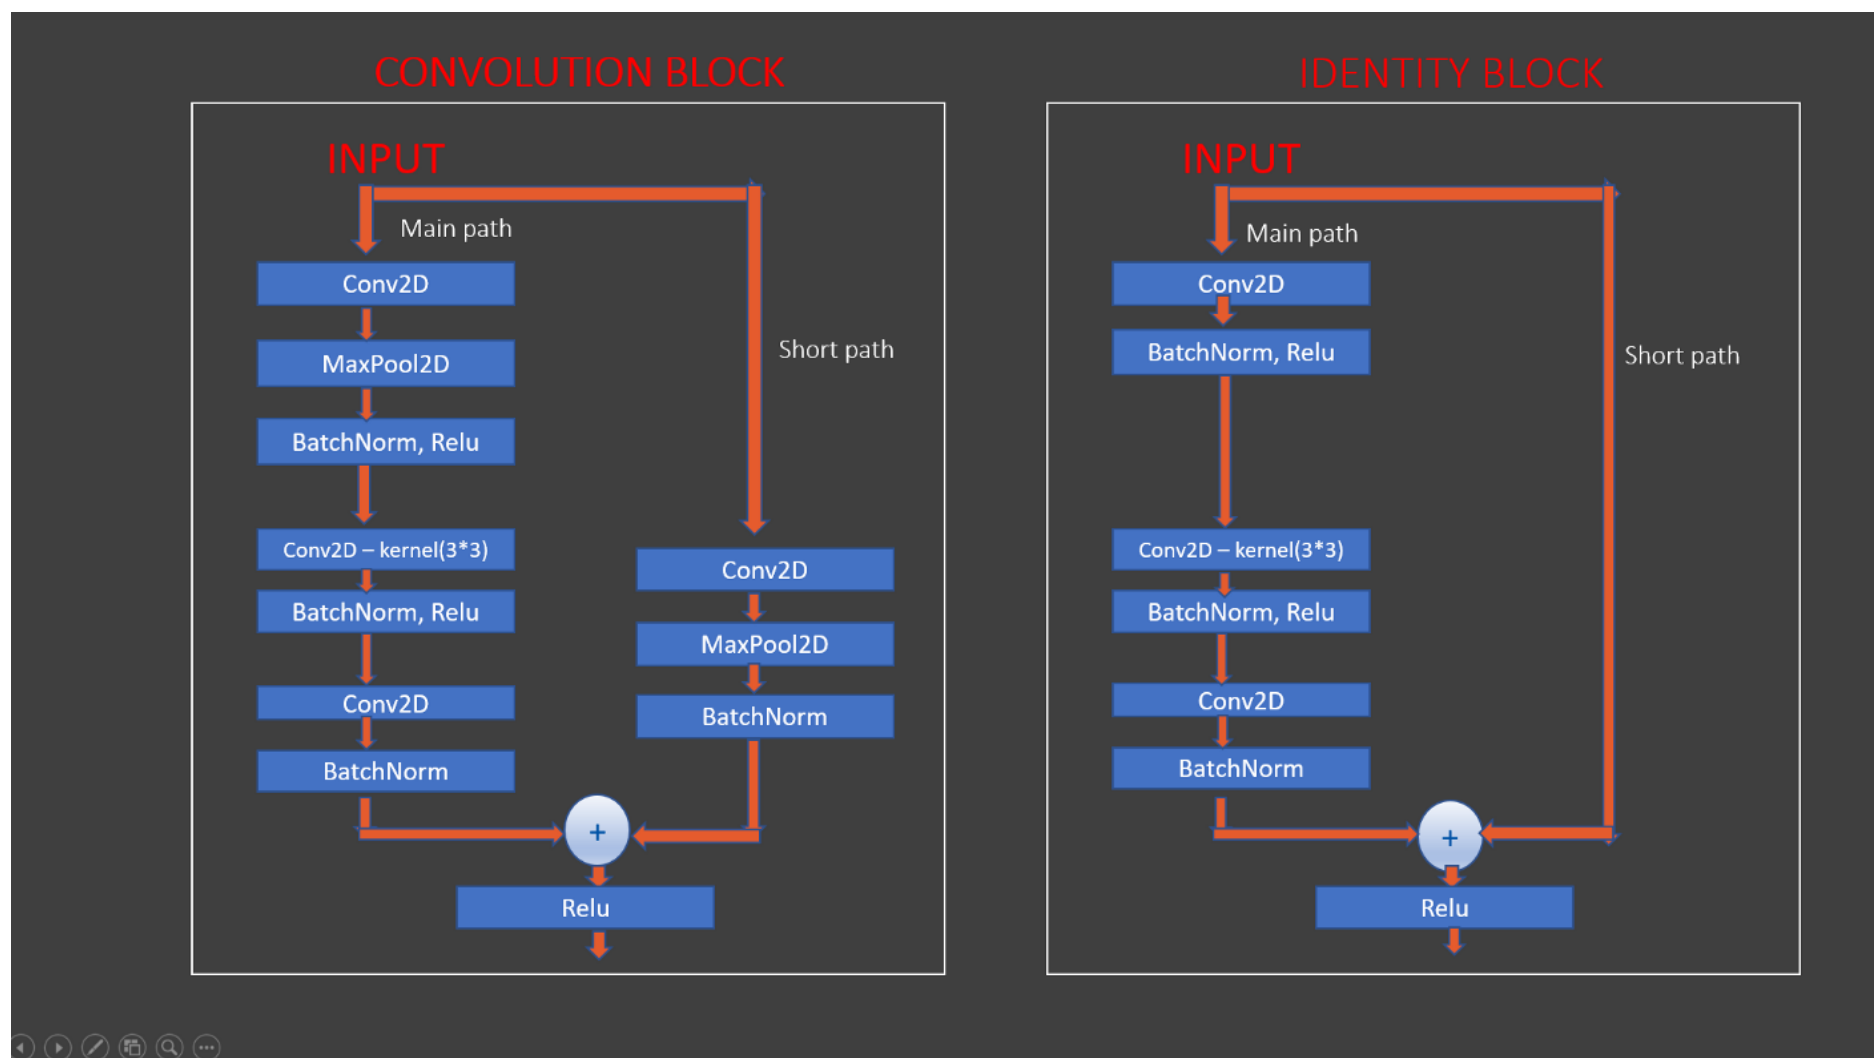 CONVOLUTION BLOCK
INPUT
Main path
Conv2D
MaxPool2D
BatchNorm, Relu
Conv2D – kernel(3*3)
BatchNorm, Relu
Conv2D
BatchNorm
Short path
Conv2D
MaxPool2D
BatchNorm
+
Relu
IDENTITY BLOCK
INPUT
Main path
Conv2D
BatchNorm, Relu
Conv2D – kernel(3*3)
BatchNorm, Relu
Conv2D
BatchNorm
Short path
+
Relu